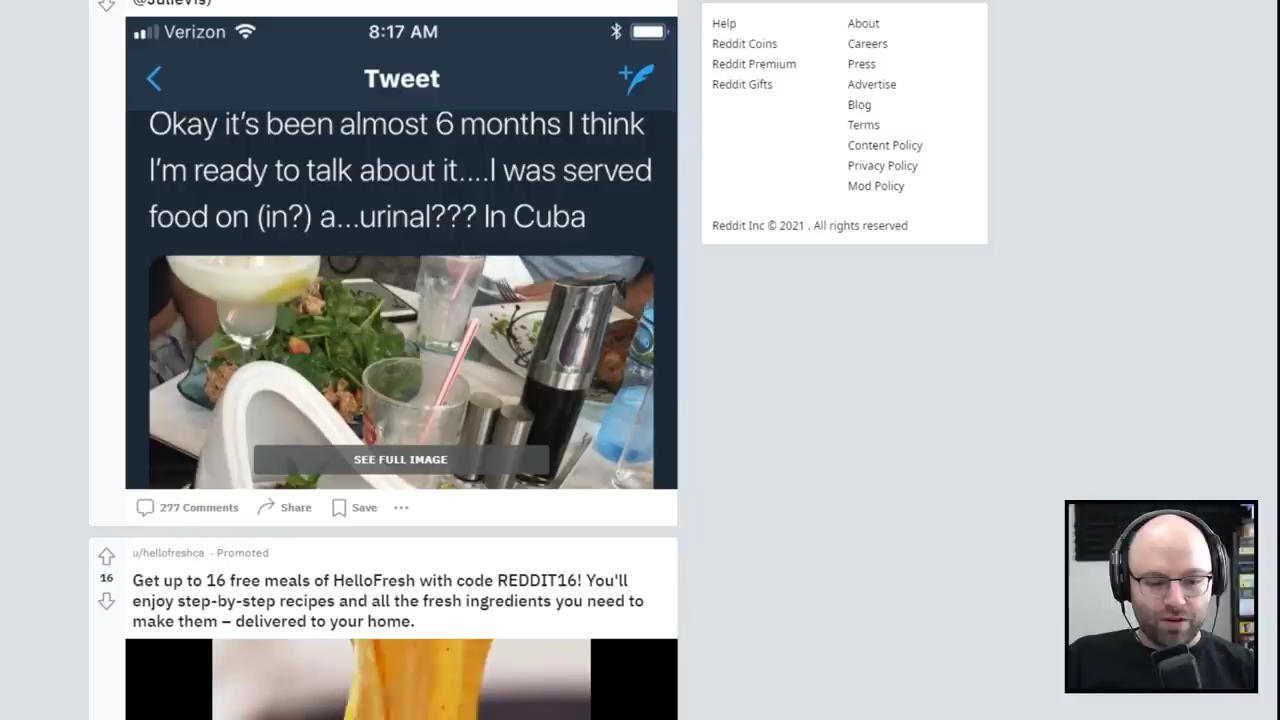 @JulieVis)
Verizon
8:17 AM
Tweet
Okay it's been almost 6 months I think
I'm ready to talk about it....I was served
food on (in?) a...urinal??? In Cuba
SEE FULL IMAGE
277 Comments
Share
Save
u/hellofreshca · Promoted
16
Get up to 16 free meals of HelloFresh with code REDDIT16! You'll
enjoy step-by-step recipes and all the fresh ingredients you need to
make them – delivered to your home.
Help
Reddit Coins
Reddit Premium
Reddit Gifts
About
Careers
Press
Advertise
Blog
Terms
Content Policy
Privacy Policy
Mod Policy
Reddit Inc © 2021 . All rights reserved